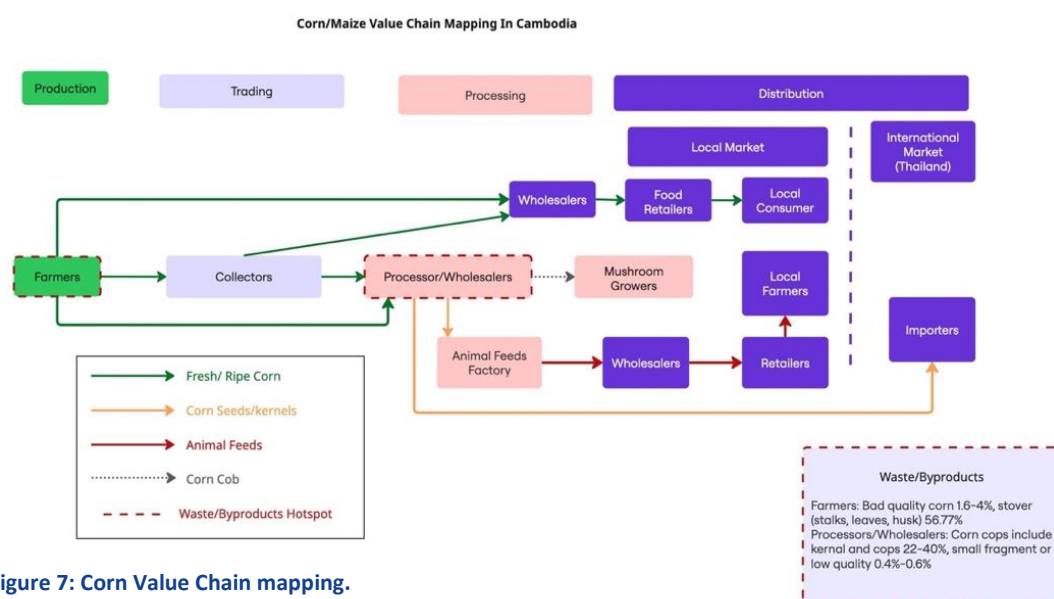 Corn/Maize Value Chain Mapping In Cambodia
Production
Trading
Processing
Distribution
Local Market
International
Market
(Thailand)
Wholesalers
Food
Retailers
Local
Consumer
Farmers
Collectors
Processor/Wholesalers
Mushroom
Growers
Local
Farmers
Importers
Animal Feeds
Factory
Wholesalers
Retailers
Fresh/ Ripe Corn
Corn Seeds/kernels
Animal Feeds
Corn Cob
Waste/Byproducts Hotspot
Waste/Byproducts
Farmers: Bad quality corn 1.6-4%, stover
(stalks, leaves, husk) 56.77%
Processors/Wholesalers: Corn cops include
kernal and cops 22-40%, small fragment or
low quality 0.4%-0.6%
igure 7: Corn Value Chain mapping.